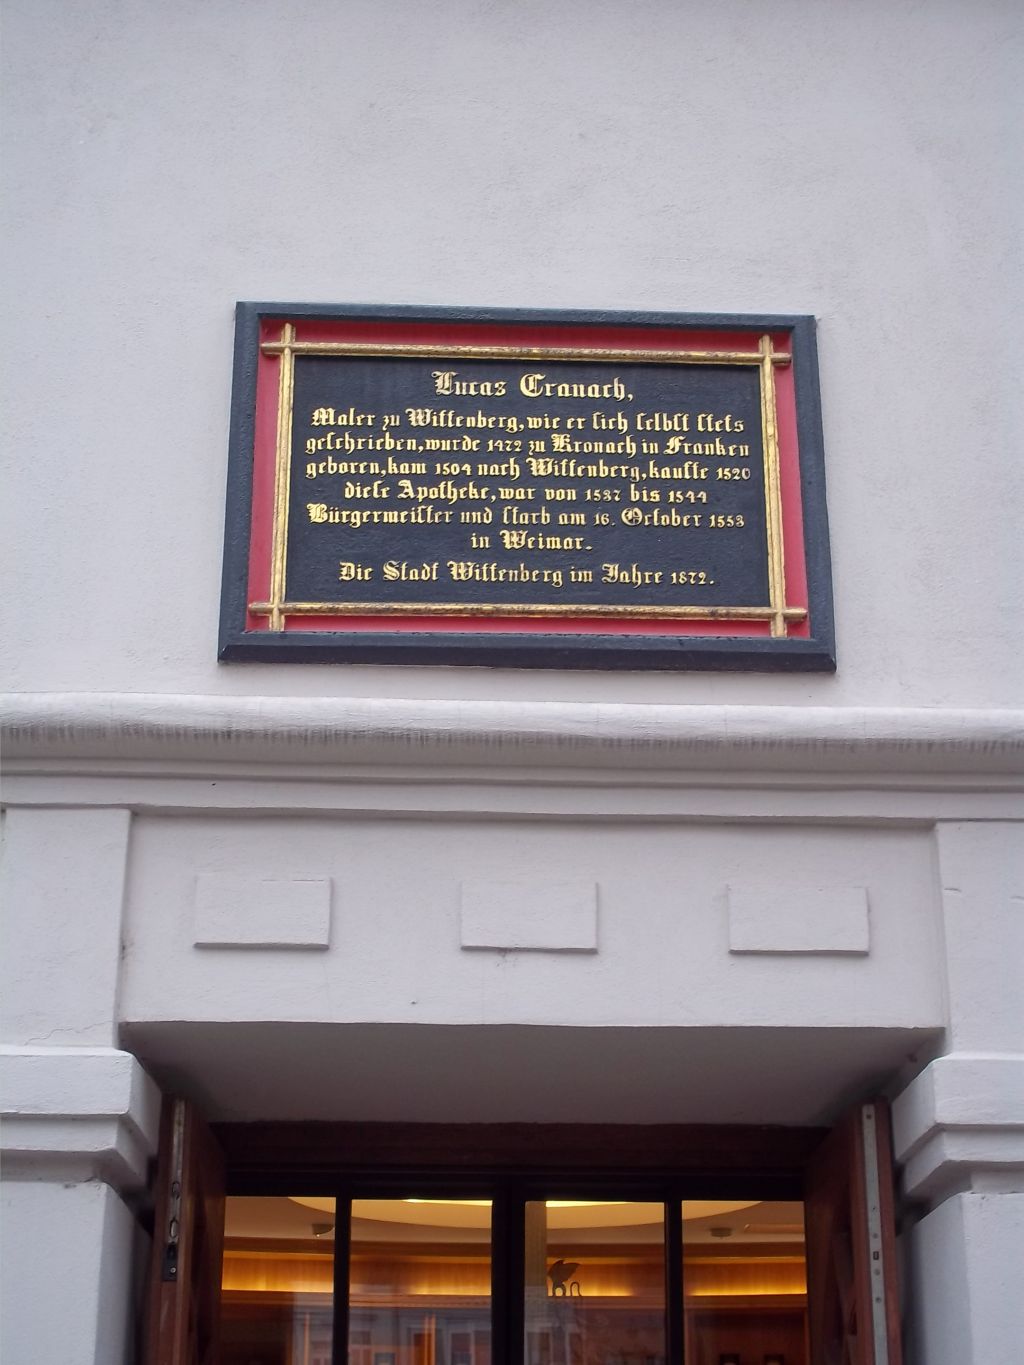 Lucas Cranach,
Maler zu Wittenberg, wie er sich selbst stets
geschrieben, wurde 1472 zu Kronach in Franken
geboren, kam 1504 nach Wittenberg, kaufte 1520
diese Apotheke, war von 1537 bis 1544
Bürgermeister und starb am 16. October 1553
in Weimar.
Die Stadt Wittenberg im Jahre 1872.